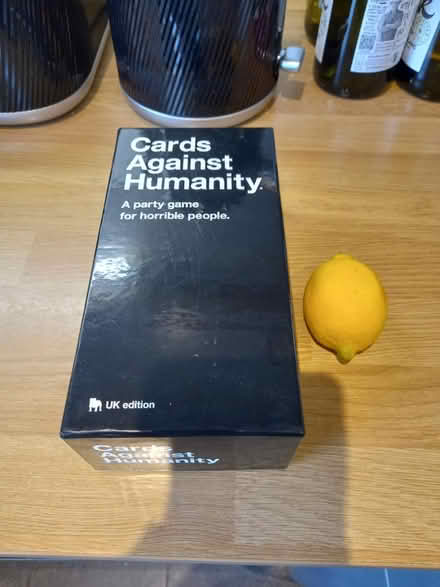 Cards
Against
Humanity.
A party game
for horrible people.
UK edition
Cards
Against
Humanity